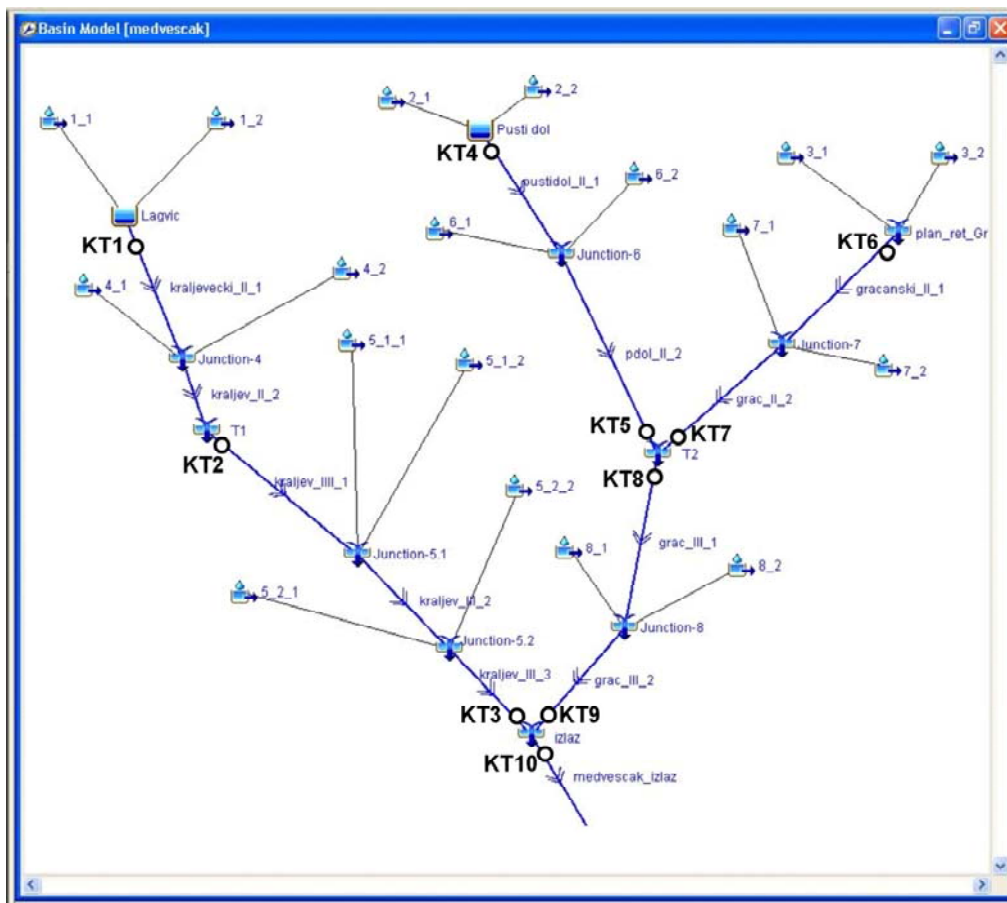 Basin Model [medvescak]
2_1
2_2
1_1
1_2
Pusti dol
KT4
3_1
3_2
pustidol_II_1
6_2
Lagvic
6_1
7_1
plan_ret_Gr
KT1
KT6
Junction-6
4_2
4_1
kraljevecki_II_1
gracanski_II_1
5_1_1
Junction-7
Junction-4
5_1_2
pdol_II_2
7_2
kraljev_II_2
grac_II_2
T1
KT5
KT7
KT2
T2
KT8
kraljev_IIII_1
5_2_2
grac_III_1
Junction-5.1
8_1
8_2
5_2_1
kraljev_III_2
Junction-8
Junction-5.2
kraljev_III_3
grac_III_2
KT3
KT9
izlaz
KT10
medvescak_izlaz